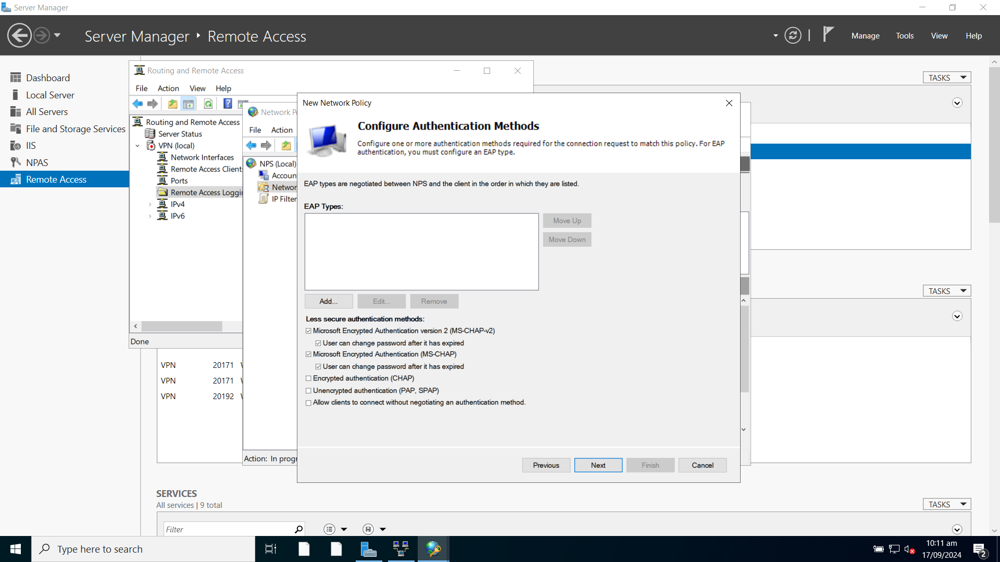 Server Manager
Server Manager
Remote Access
Manage
Tools
View
Help
Dashboard
Local Server
All Servers
File and Storage Services
IIS
NPAS
Remote Access
Routing and Remote Access
File
Action
View
Help
Routing and Remote Access
Server Status
VPN (local)
Network Interfaces
Remote Access Client
Ports
Remote Access Loggi
IPv4
IPv6
Done
Network P
File
Action
NPS (Local)
Accoun
Networ
IP Filter
Action: In progr
New Network Policy
Configure Authentication Methods
Configure one or more authentication methods required for the connection request to match this policy. For EAP
authentication, you must configure an EAP type.
EAP types are negotiated between NPS and the client in the order in which they are listed.
EAP Types:
Move Up
Move Down
Add...
Edit...
Remove
Less secure authentication methods:
Microsoft Encrypted Authentication version 2 (MS-CHAP-v2)
User can change password after it has expired
Microsoft Encrypted Authentication (MS-CHAP)
User can change password after it has expired
Encrypted authentication (CHAP)
Unencrypted authentication (PAP, SPAP)
Allow clients to connect without negotiating an authentication method.
Previous
Next
Finish
Cancel
TASKS
TASKS
VPN 20171
VPN 20171
VPN 20192
SERVICES
All services | 9 total
TASKS
Filter
Type here to search
10:11 am
17/09/2024
2